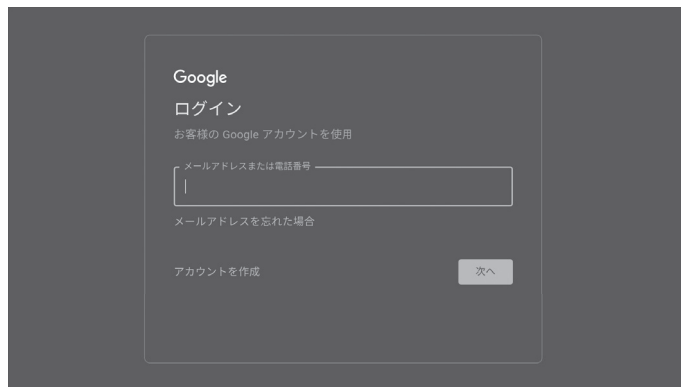 Google
ログイン
お客様の Google アカウントを使用
メールアドレスまたは電話番号
メールアドレスを忘れた場合
アカウントを作成
次へ